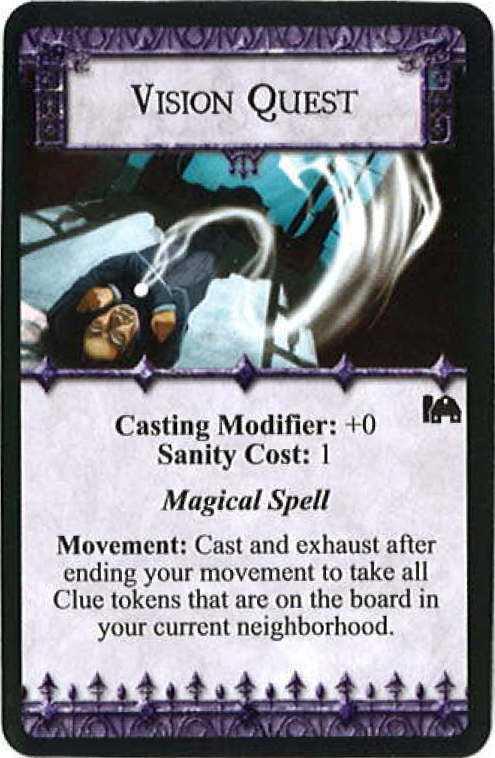 Vision Quest
Casting Modifier: +0
Sanity Cost: 1
Magical Spell
Movement: Cast and exhaust after
ending your movement to take all
Clue tokens that are on the board in
your current neighborhood.